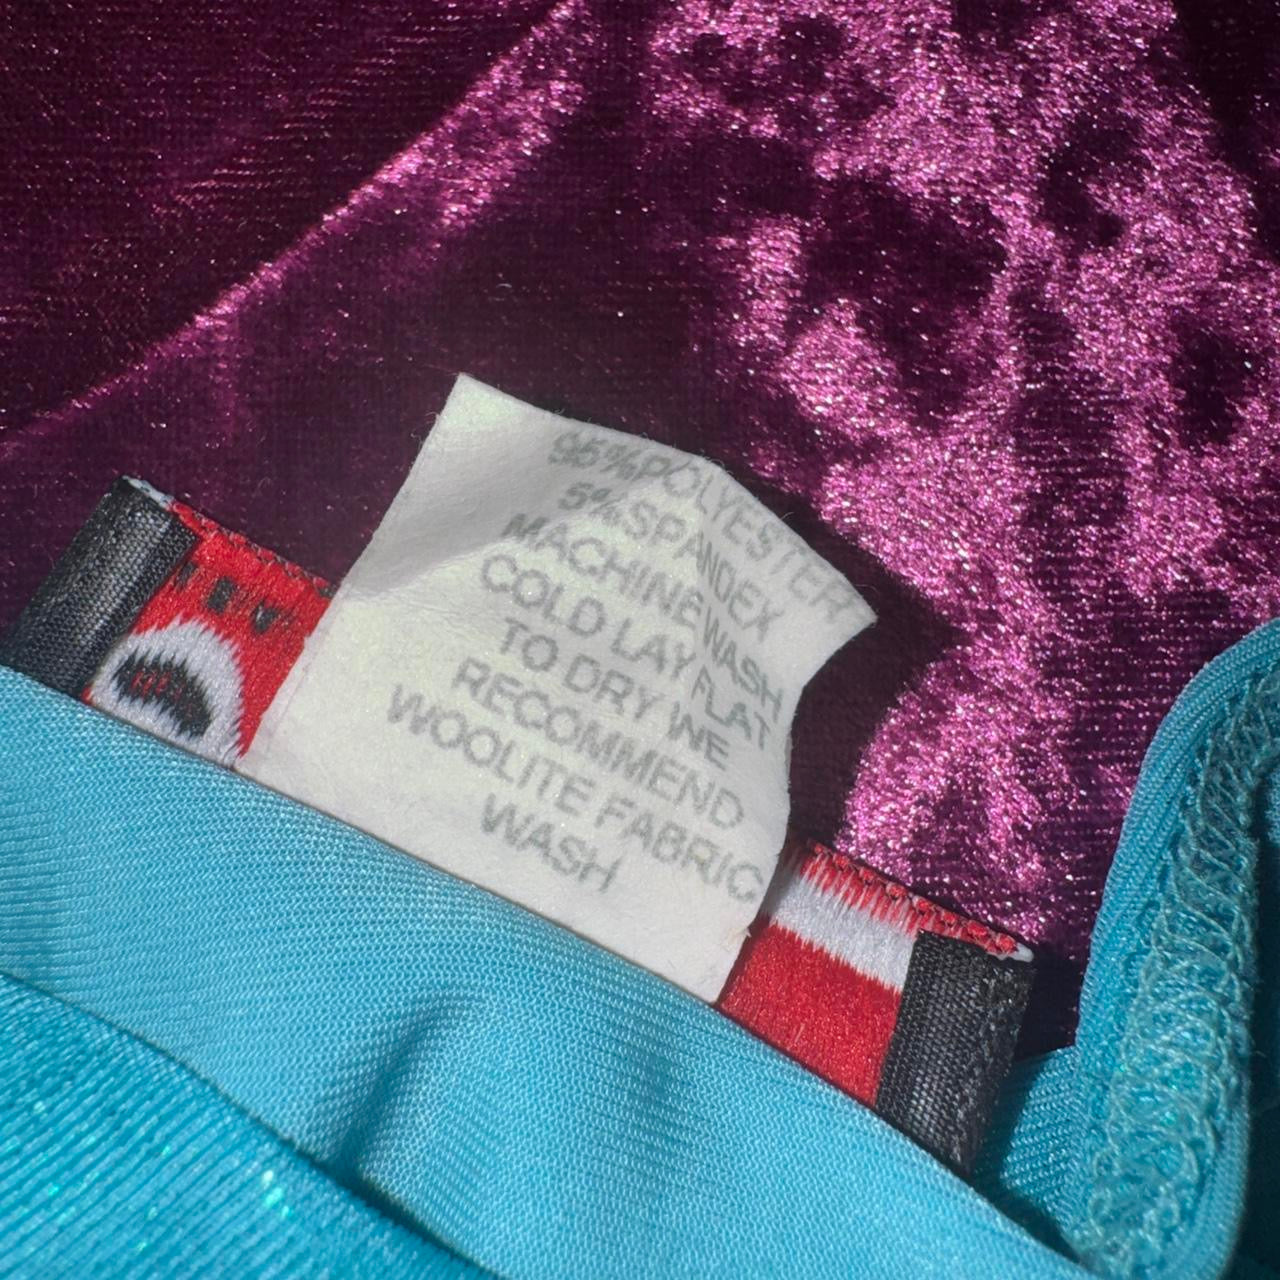 95%POLYESTER
5%SPANDEX
MACHINE WASH
COLD LAY FLAT
TO DRY WE
RECOMMEND
WOOLITE FABRIC
WASH